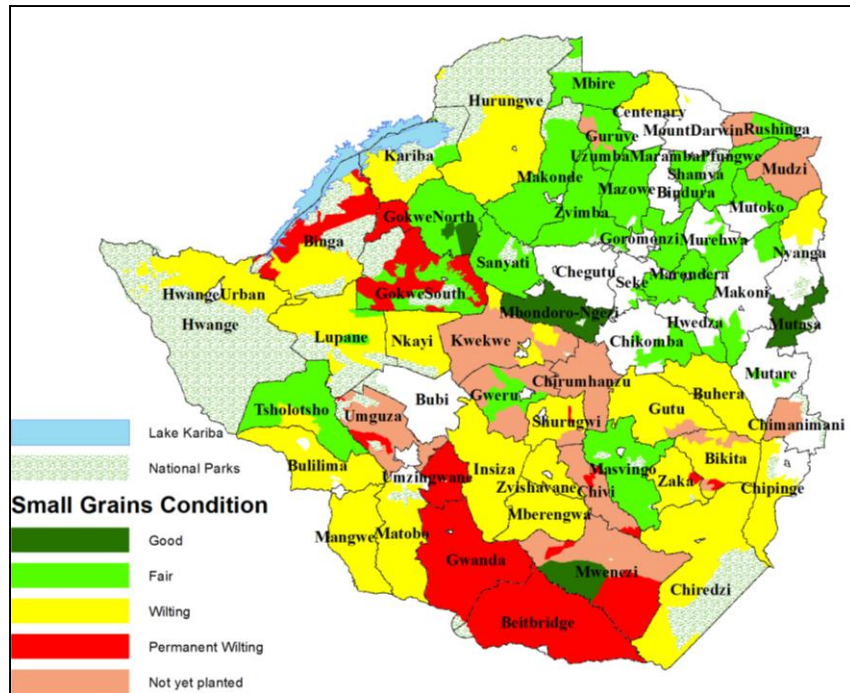 Mbire
Hurungwe
Centenary
MountDarwin
Rushinga
Guruve
Kariba
Uzumba MarambaPfungwe
Shamva
Mudzi
Makonde
Mazowe
Bindura
Zvimba
Mutoko
GokweNorth
Goromonzi
Murehwa
Binga
Sanyati
Nyanga
Chegutu
Seke
Marondera
HwangeUrban
GokweSouth
Makoni
Hwange
Mhondoro-Ngezi
Hwedza
Mutasa
Lupane
Nkayi
Kwekwe
Chikomba
Mutare
Chirumhanzu
Bubi
Gweru
Buhera
Tsholotsho
Umguza
Shurugwi
Gutu
Chimanimani
Lake Kariba
National Parks
Bulilima
Umzingwane
Insiza
Masvingo
Bikita
Zvishavane
Chivi
Zaka
Chipinge
Small Grains Condition
Mberengwa
Mangwe
Matobo
Good
Gwanda
Mwenezi
Fair
Chiredzi
Wilting
Beitbridge
Permanent Wilting
Not yet planted